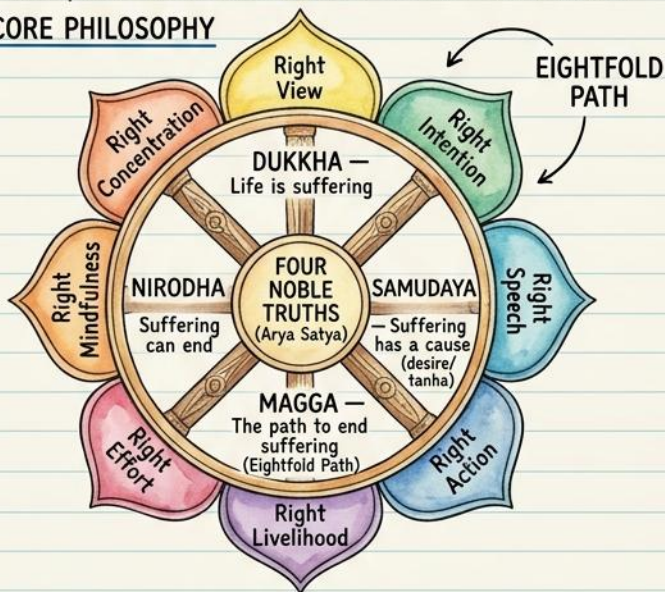 CORE PHILOSOPHY
EIGHTFOLD
PATH
Right
View
Right
Intention
Right
Speech
Right
Action
Right
Livelihood
Right
Effort
Right
Mindfulness
Right
Concentration
DUKKHA —
Life is suffering
SAMUDAYA
— Suffering
has a cause
(desire/
tanha)
MAGGA —
The path to end
suffering
(Eightfold Path)
NIRODHA
Suffering
can end
FOUR
NOBLE
TRUTHS
(Arya Satya)